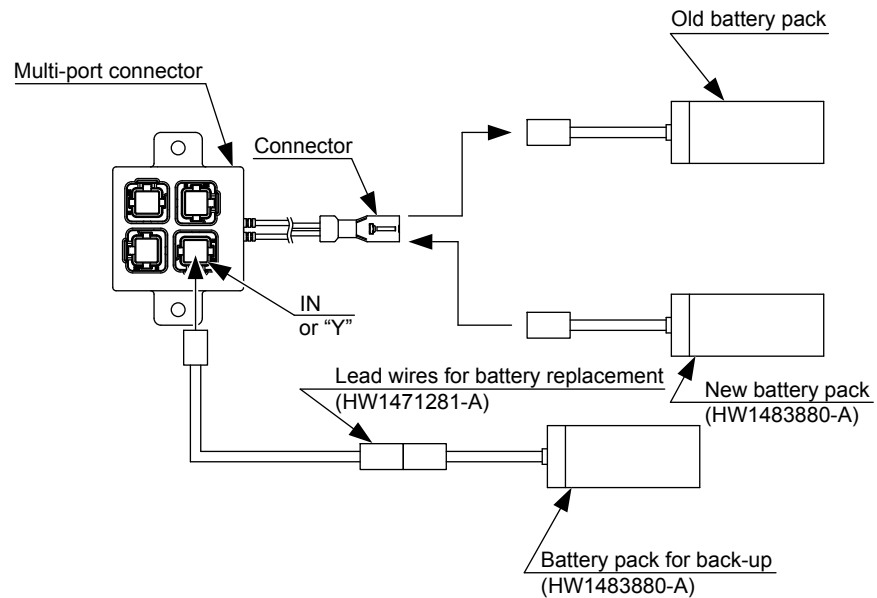 Old battery pack
Multi-port connector
Connector
IN
or “Y”
Lead wires for battery replacement
(HW1471281-A)
New battery pack
(HW1483880-A)
Battery pack for back-up
(HW1483880-A)